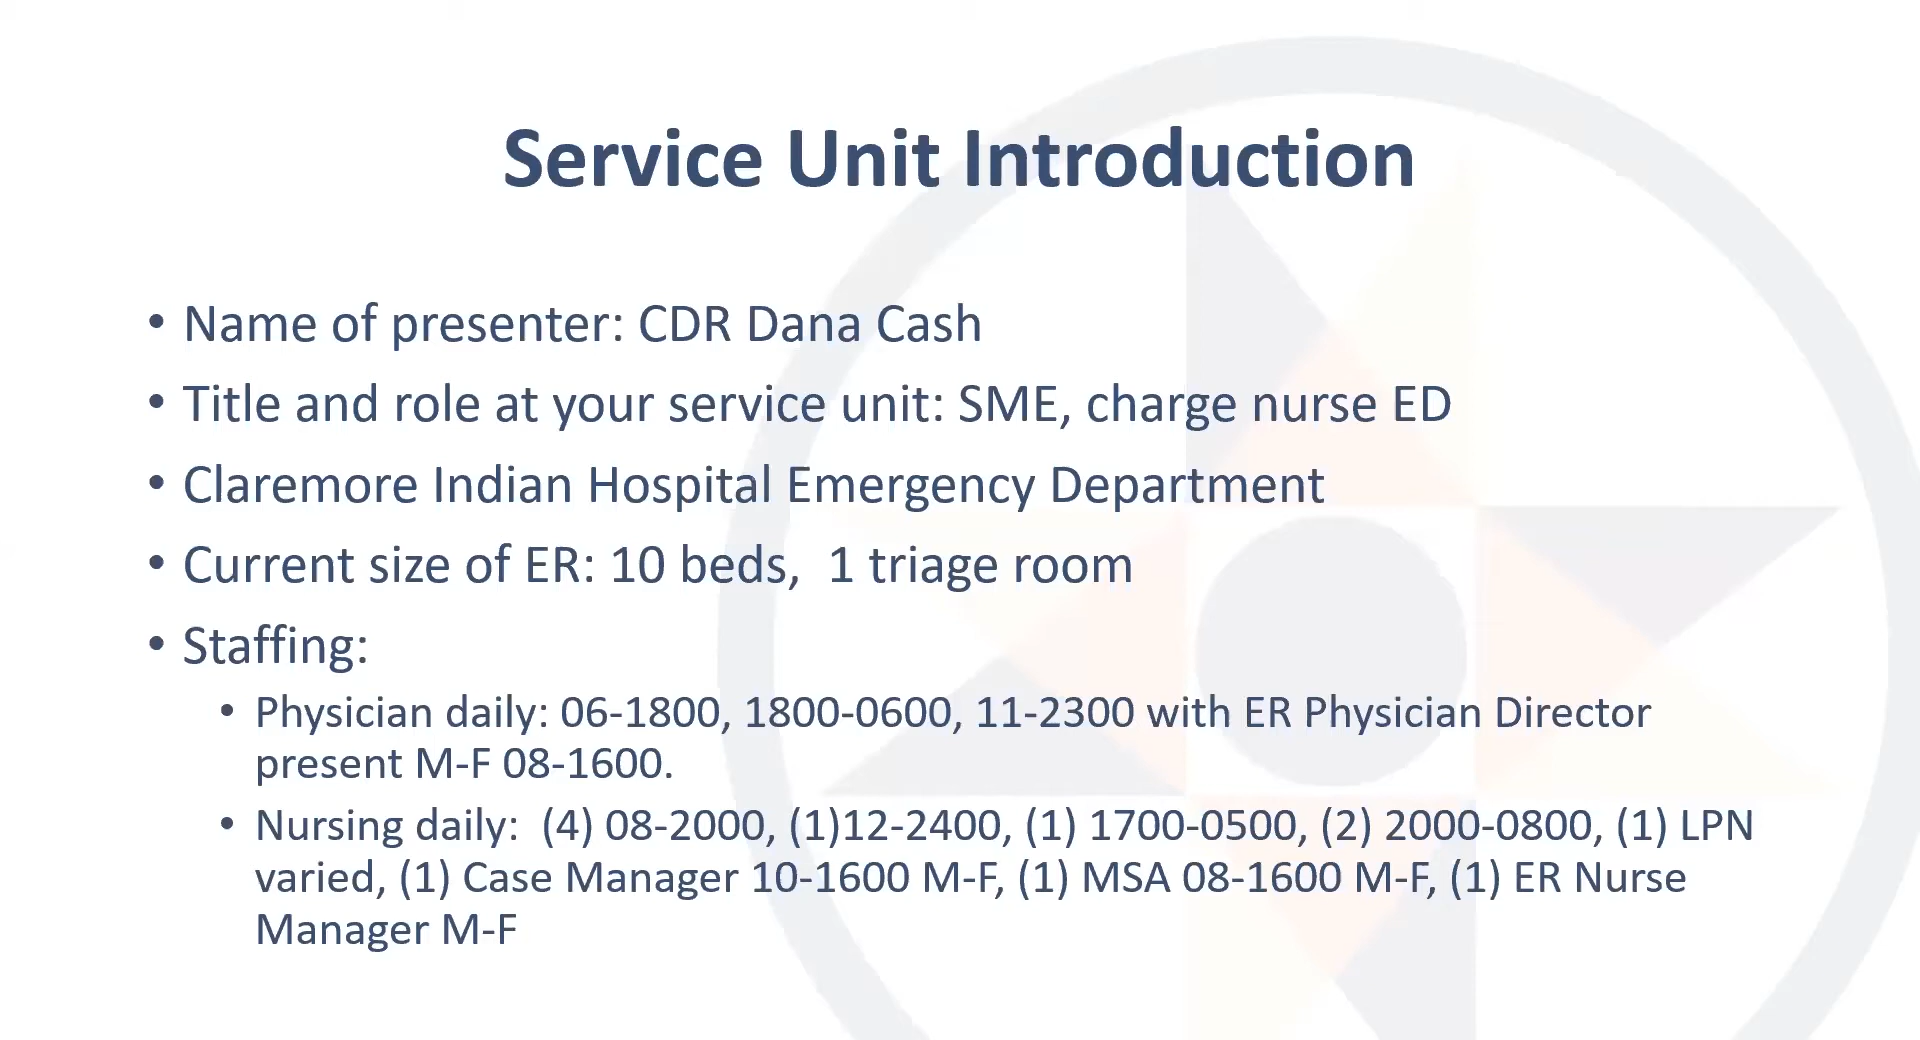 Service Unit Introduction
• Name of presenter: CDR Dana Cash
• Title and role at your service unit: SME, charge nurse ED
• Claremore Indian Hospital Emergency Department
• Current size of ER: 10 beds,  1 triage room
• Staffing:
• Physician daily: 06-1800, 1800-0600, 11-2300 with ER Physician Director
present M-F 08-1600.
• Nursing daily:  (4) 08-2000, (1)12-2400, (1) 1700-0500, (2) 2000-0800, (1) LPN
varied, (1) Case Manager 10-1600 M-F, (1) MSA 08-1600 M-F, (1) ER Nurse
Manager M-F